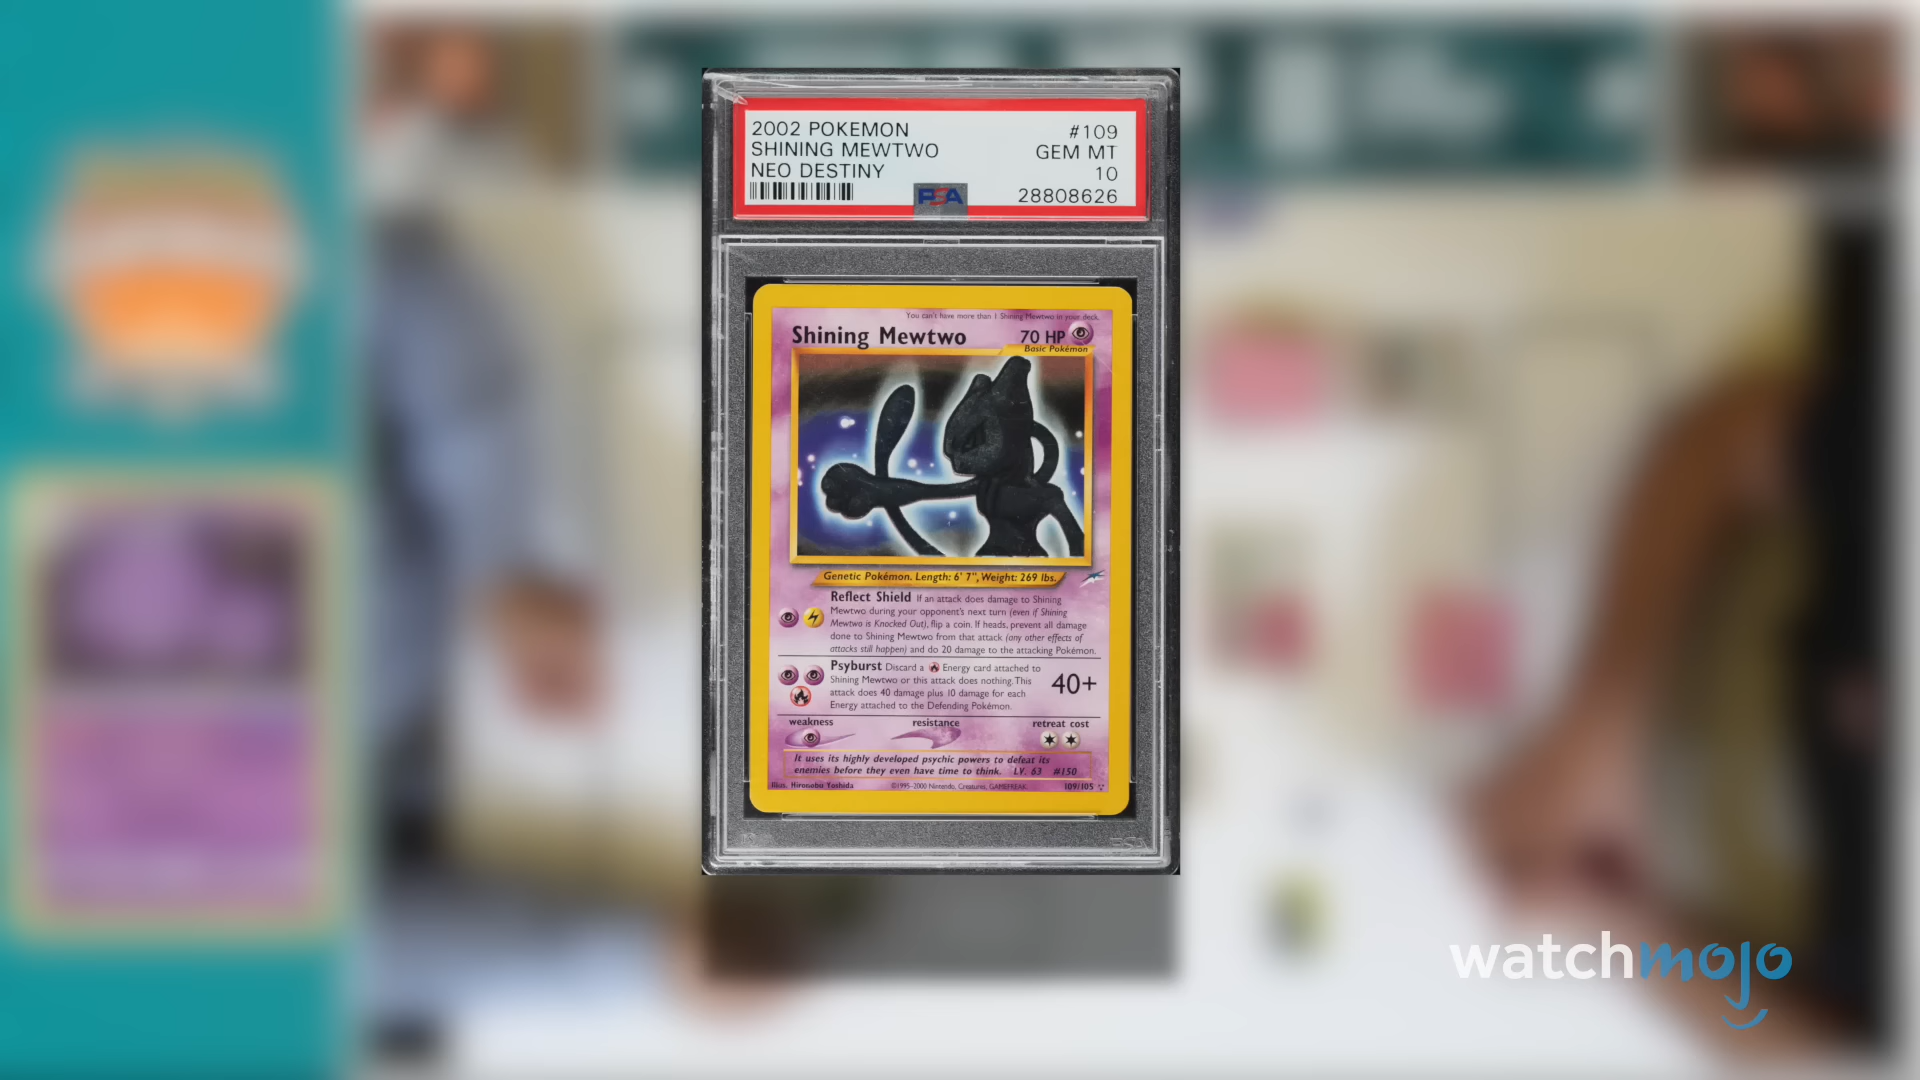 2002 POKEMON #109
SHINING MEWTWO GEM MT
NEO DESTINY 10
PSA 28808626
You can't have more than 1 Shining Mewtwo in your deck.
Shining Mewtwo 70 HP
Basic Pokémon
Genetic Pokémon. Length: 6' 7", Weight: 269 lbs.
Reflect Shield If an attack does damage to Shining
Mewtwo during your opponent's next turn (even if Shining
Mewtwo is Knocked Out), flip a coin. If heads, prevent all damage
done to Shining Mewtwo from that attack (any other effects of
attacks still happen) and do 20 damage to the attacking Pokémon.
Psyburst Discard a Energy card attached to
Shining Mewtwo or this attack does nothing. This
attack does 40 damage plus 10 damage for each
Energy attached to the Defending Pokémon.
40+
weakness resistance retreat cost
It uses its highly developed psychic powers to defeat its
enemies before they even have time to think. LV. 63 #150
Illus. Hironobu Yoshida ©1995-2000 Nintendo, Creatures, GAMEFREAK. 109/105
watchmojo